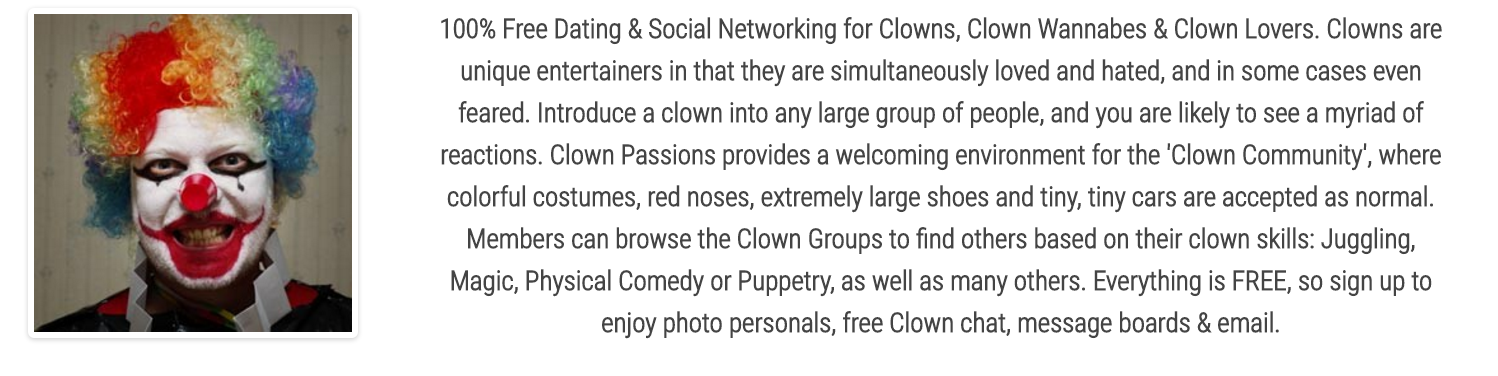 100% Free Dating & Social Networking for Clowns, Clown Wannabes & Clown Lovers. Clowns are
unique entertainers in that they are simultaneously loved and hated, and in some cases even
feared. Introduce a clown into any large group of people, and you are likely to see a myriad of
reactions. Clown Passions provides a welcoming environment for the 'Clown Community', where
colorful costumes, red noses, extremely large shoes and tiny, tiny cars are accepted as normal.
Members can browse the Clown Groups to find others based on their clown skills: Juggling,
Magic, Physical Comedy or Puppetry, as well as many others. Everything is FREE, so sign up to
enjoy photo personals, free Clown chat, message boards & email.